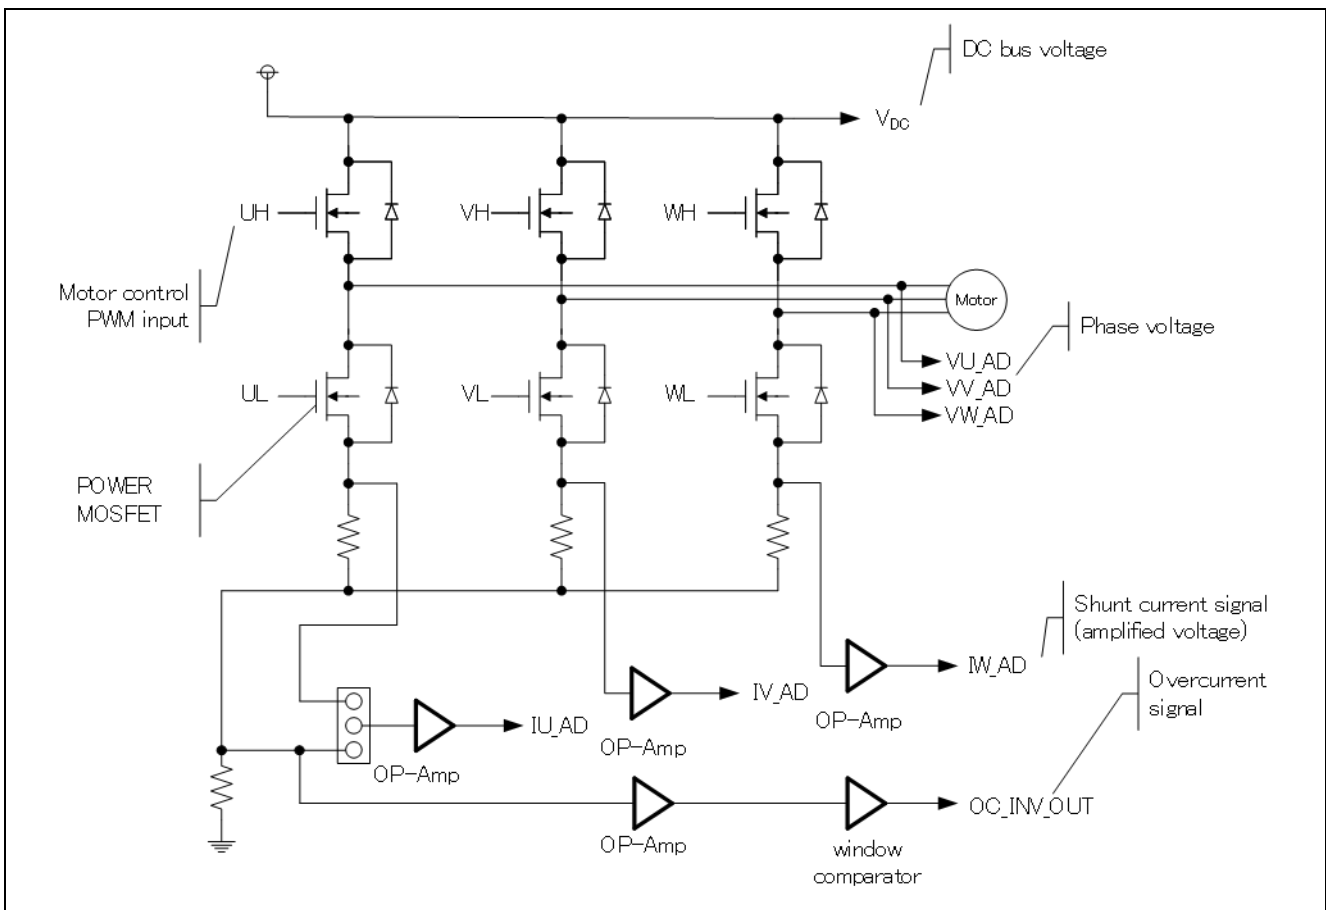 DC bus voltage
VDC
UH
VH
WH
Motor control
PWM input
Motor
Phase voltage
VU_AD
VV_AD
VW_AD
UL
VL
WL
POWER
MOSFET
Shunt current signal
(amplified voltage)
IW_AD
OP-Amp
Overcurrent
signal
IV_AD
OP-Amp
IU_AD
OP-Amp
OC_INV_OUT
OP-Amp
window
comparator